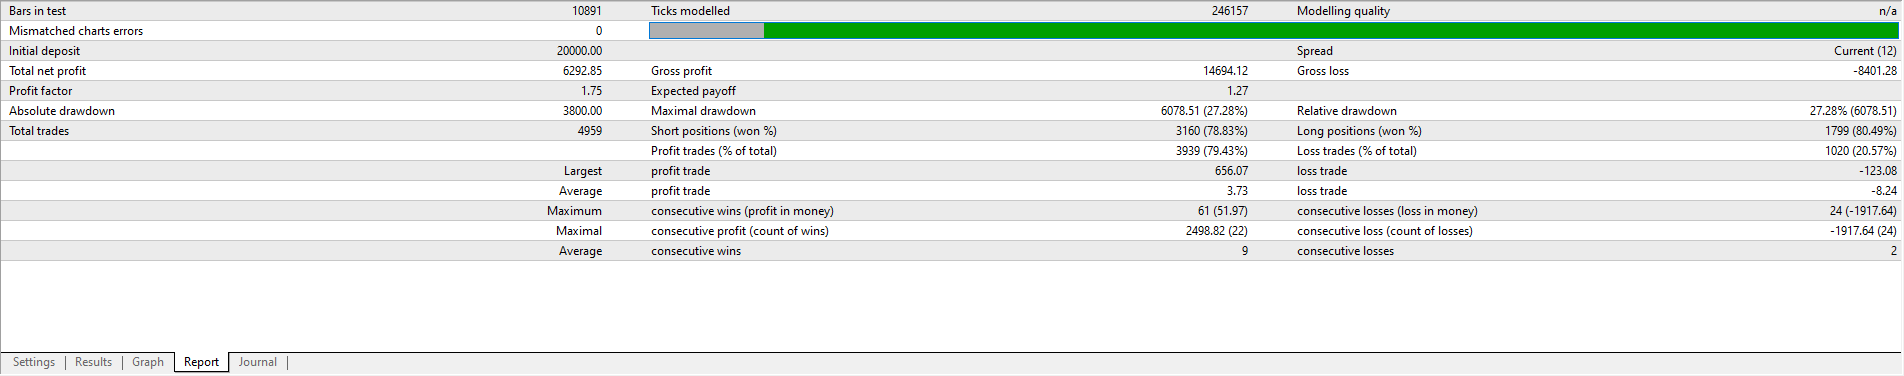 Bars in test 10891 Ticks modelled 246157 Modelling quality n/a
Mismatched charts errors 0
Initial deposit 20000.00 Spread Current (12)
Total net profit 6292.85 Gross profit 14694.12 Gross loss -8401.28
Profit factor 1.75 Expected payoff 1.27
Absolute drawdown 3800.00 Maximal drawdown 6078.51 (27.28%) Relative drawdown 27.28% (6078.51)
Total trades 4959 Short positions (won %) 3160 (78.83%) Long positions (won %) 1799 (80.49%)
Profit trades (% of total) 3939 (79.43%) Loss trades (% of total) 1020 (20.57%)
Largest profit trade 656.07 loss trade -123.08
Average profit trade 3.73 loss trade -8.24
Maximum consecutive wins (profit in money) 61 (51.97) consecutive losses (loss in money) 24 (-1917.64)
Maximal consecutive profit (count of wins) 2498.82 (22) consecutive loss (count of losses) -1917.64 (24)
Average consecutive wins 9 consecutive losses 2
Settings Results Graph Report Journal